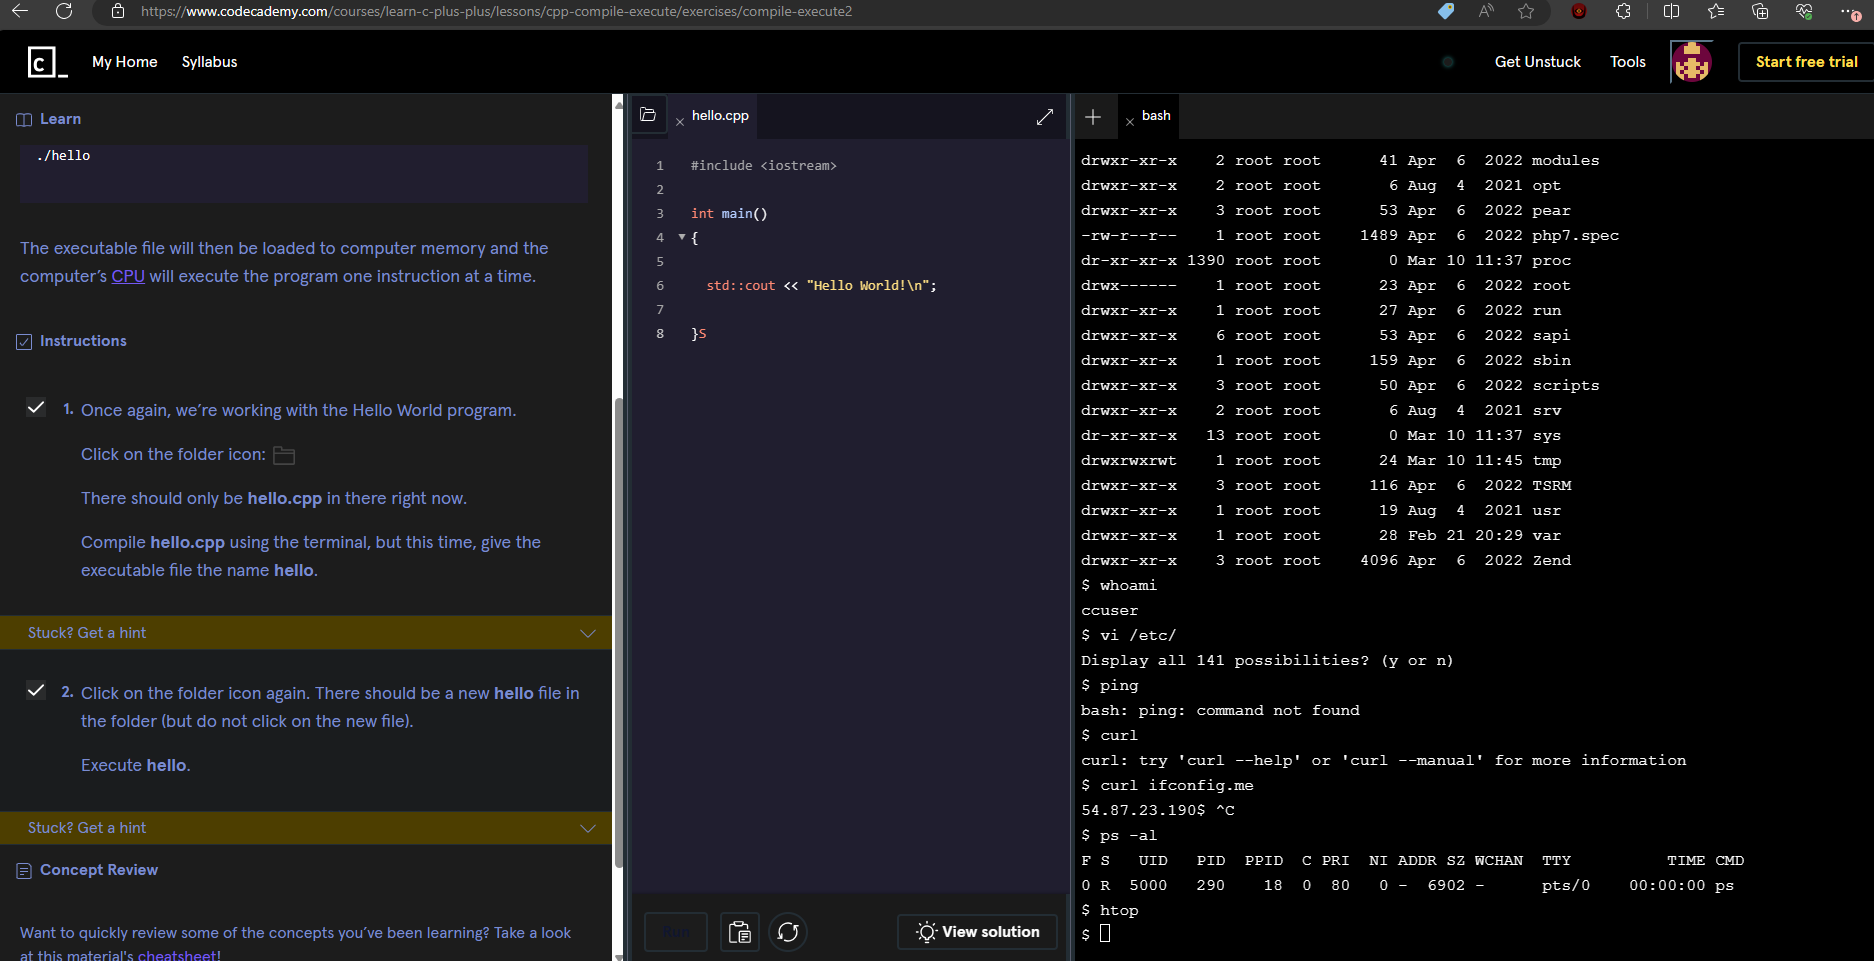 https://www.codecademy.com/courses/learn-c-plus-plus/lessons/cpp-compile-execute/exercises/compile-execute2
c_
My Home
Syllabus
Get Unstuck
Tools
Start free trial
Learn
./hello
The executable file will then be loaded to computer memory and the
computer’s CPU will execute the program one instruction at a time.
Instructions
1. Once again, we’re working with the Hello World program.
Click on the folder icon:
There should only be hello.cpp in there right now.
Compile hello.cpp using the terminal, but this time, give the
executable file the name hello.
Stuck? Get a hint
2. Click on the folder icon again. There should be a new hello file in
the folder (but do not click on the new file).
Execute hello.
Stuck? Get a hint
Concept Review
Want to quickly review some of the concepts you’ve been learning? Take a look
at this material's cheatsheet!
hello.cpp
1 #include <iostream>
2
3 int main()
4 {
5
6 std::cout << "Hello World!\n";
7
8 }S
Run
View solution
bash
drwxr-xr-x 2 root root 41 Apr 6 2022 modules
drwxr-xr-x 2 root root 6 Aug 4 2021 opt
drwxr-xr-x 3 root root 53 Apr 6 2022 pear
-rw-r--r-- 1 root root 1489 Apr 6 2022 php7.spec
dr-xr-xr-x 1390 root root 0 Mar 10 11:37 proc
drwx------ 1 root root 23 Apr 6 2022 root
drwxr-xr-x 1 root root 27 Apr 6 2022 run
drwxr-xr-x 6 root root 53 Apr 6 2022 sapi
drwxr-xr-x 1 root root 159 Apr 6 2022 sbin
drwxr-xr-x 3 root root 50 Apr 6 2022 scripts
drwxr-xr-x 2 root root 6 Aug 4 2021 srv
dr-xr-xr-x 13 root root 0 Mar 10 11:37 sys
drwxrwxrwt 1 root root 24 Mar 10 11:45 tmp
drwxr-xr-x 3 root root 116 Apr 6 2022 TSRM
drwxr-xr-x 1 root root 19 Aug 4 2021 usr
drwxr-xr-x 1 root root 28 Feb 21 20:29 var
drwxr-xr-x 3 root root 4096 Apr 6 2022 Zend
$ whoami
ccuser
$ vi /etc/
Display all 141 possibilities? (y or n)
$ ping
bash: ping: command not found
$ curl
curl: try 'curl --help' or 'curl --manual' for more information
$ curl ifconfig.me
54.87.23.190$ ^C
$ ps -al
F S UID PID PPID C PRI NI ADDR SZ WCHAN TTY TIME CMD
0 R 5000 290 18 0 80 0 - 6902 - pts/0 00:00:00 ps
$ htop
$